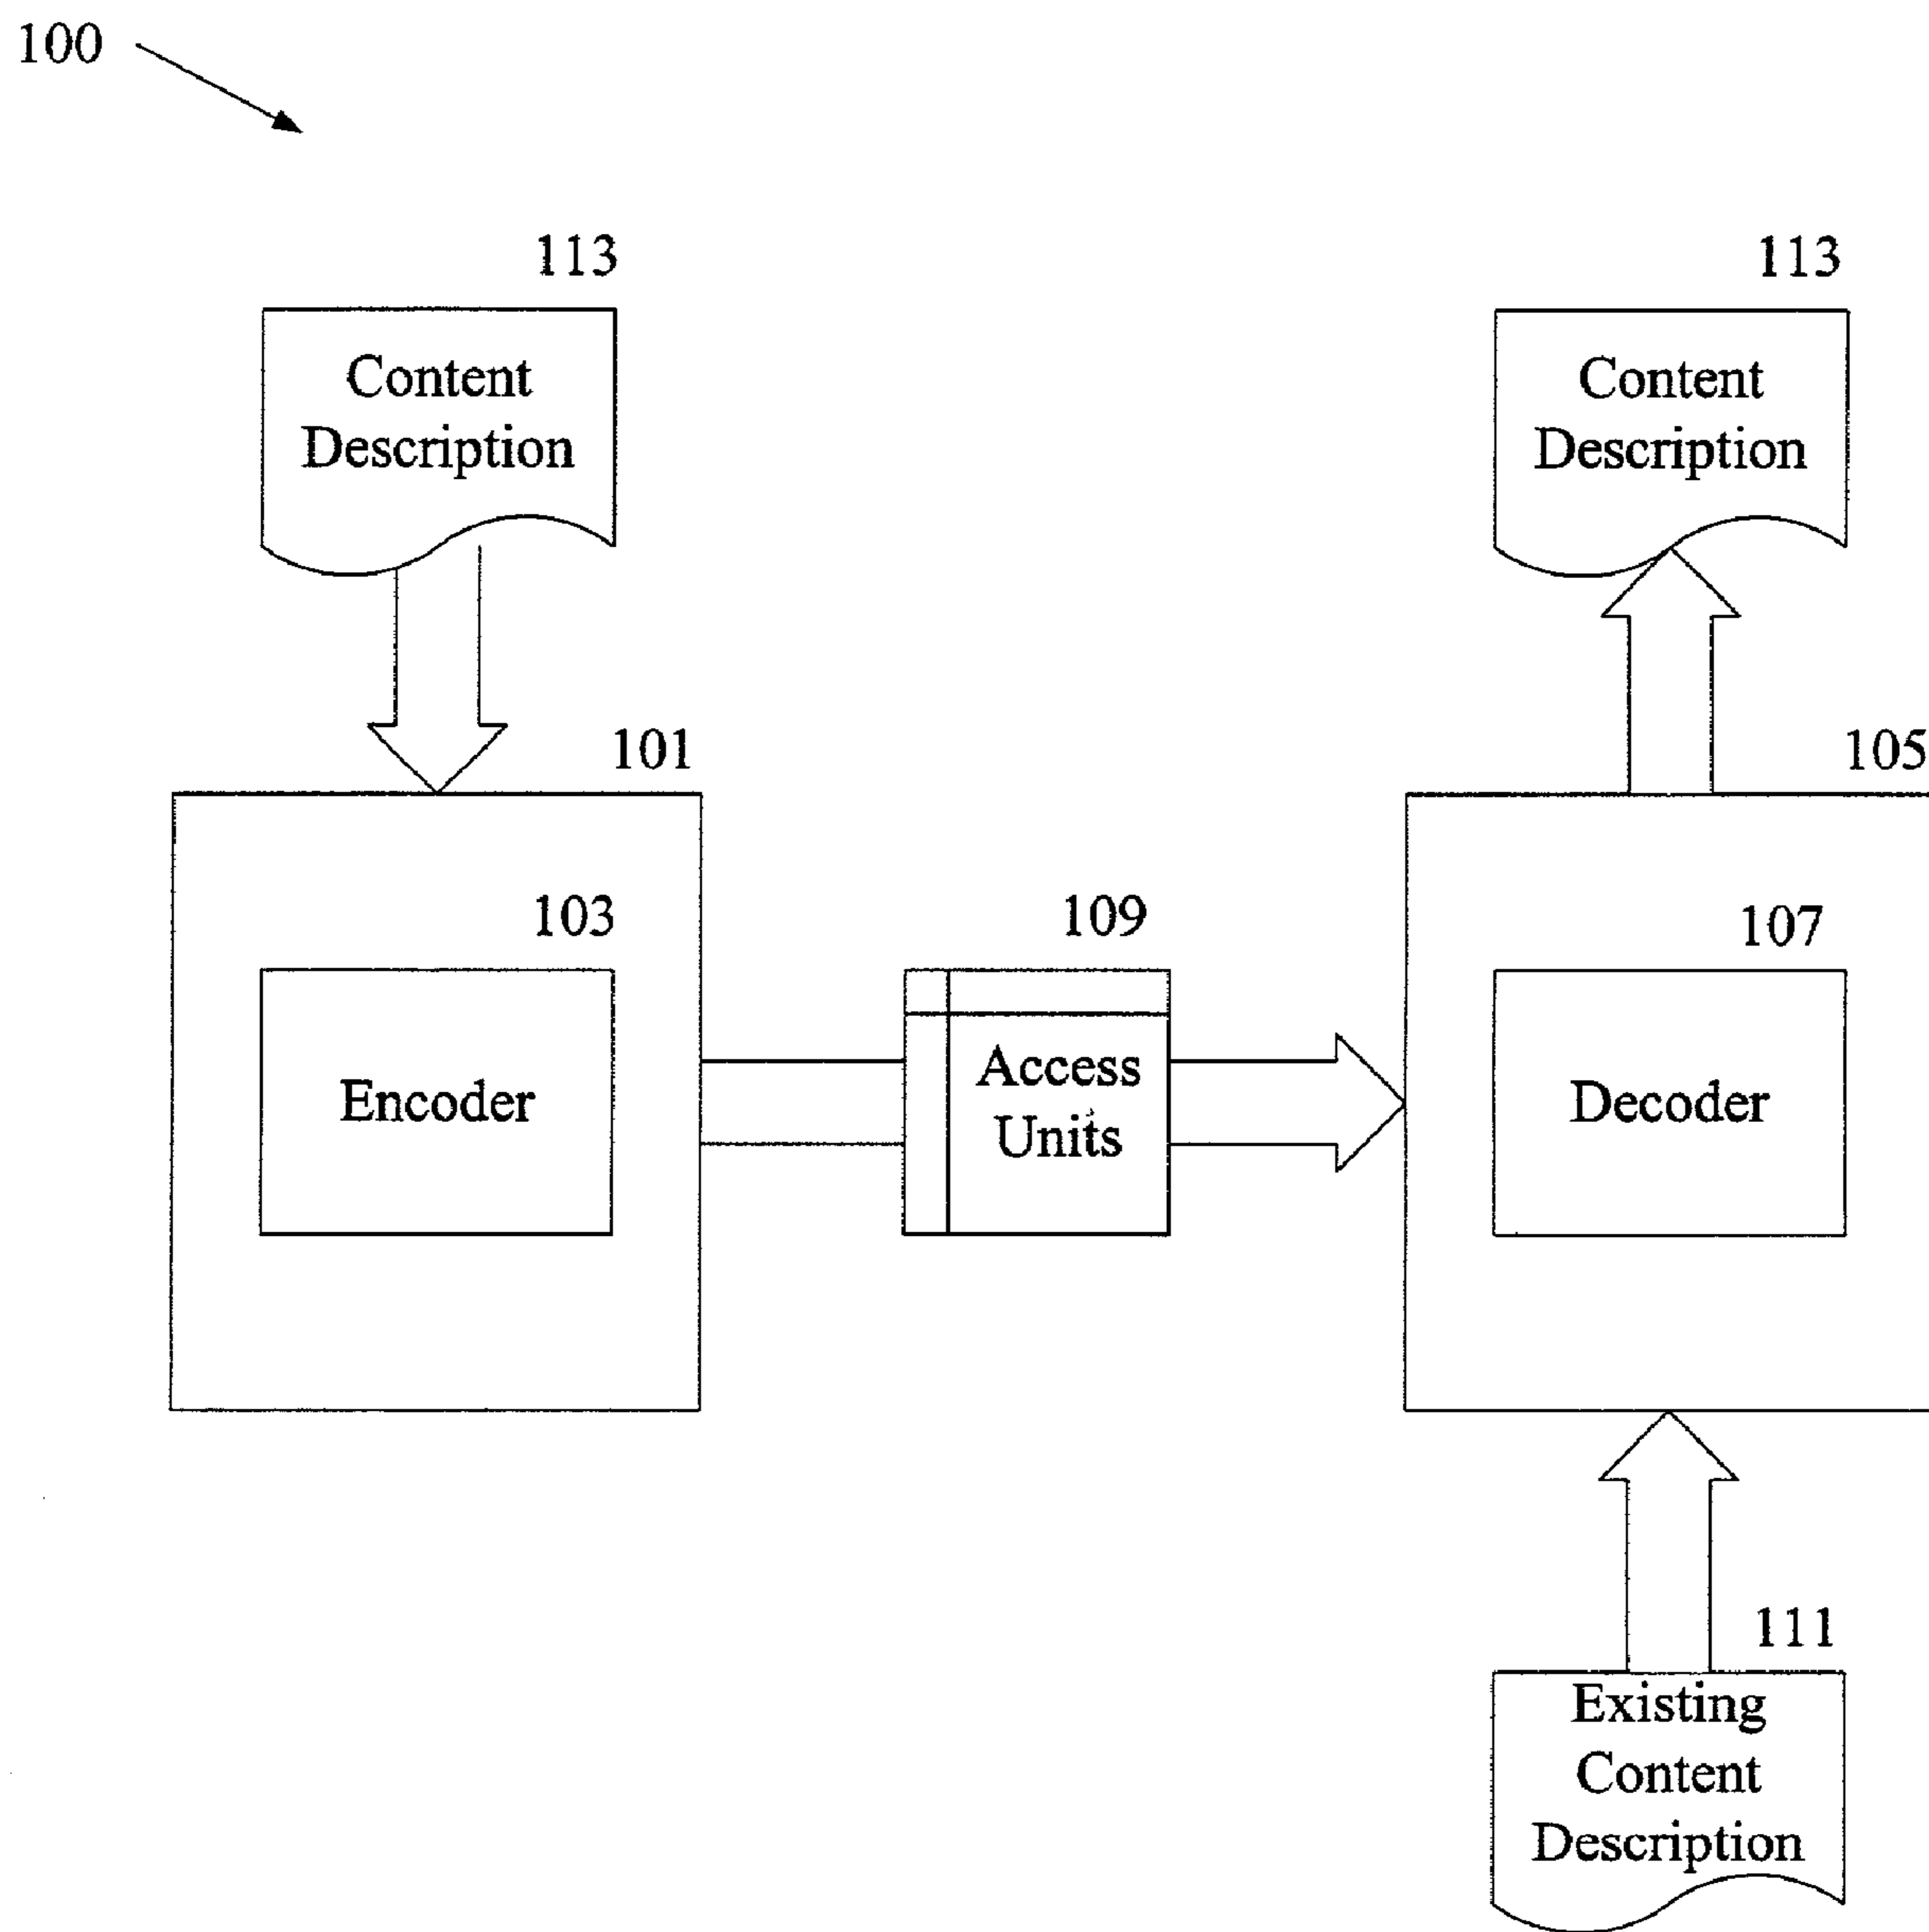 100
113
Content
Description
113
Content
Description
101
105
103
Encoder
109
Access
Units
107
Decoder
111
Existing
Content
Description